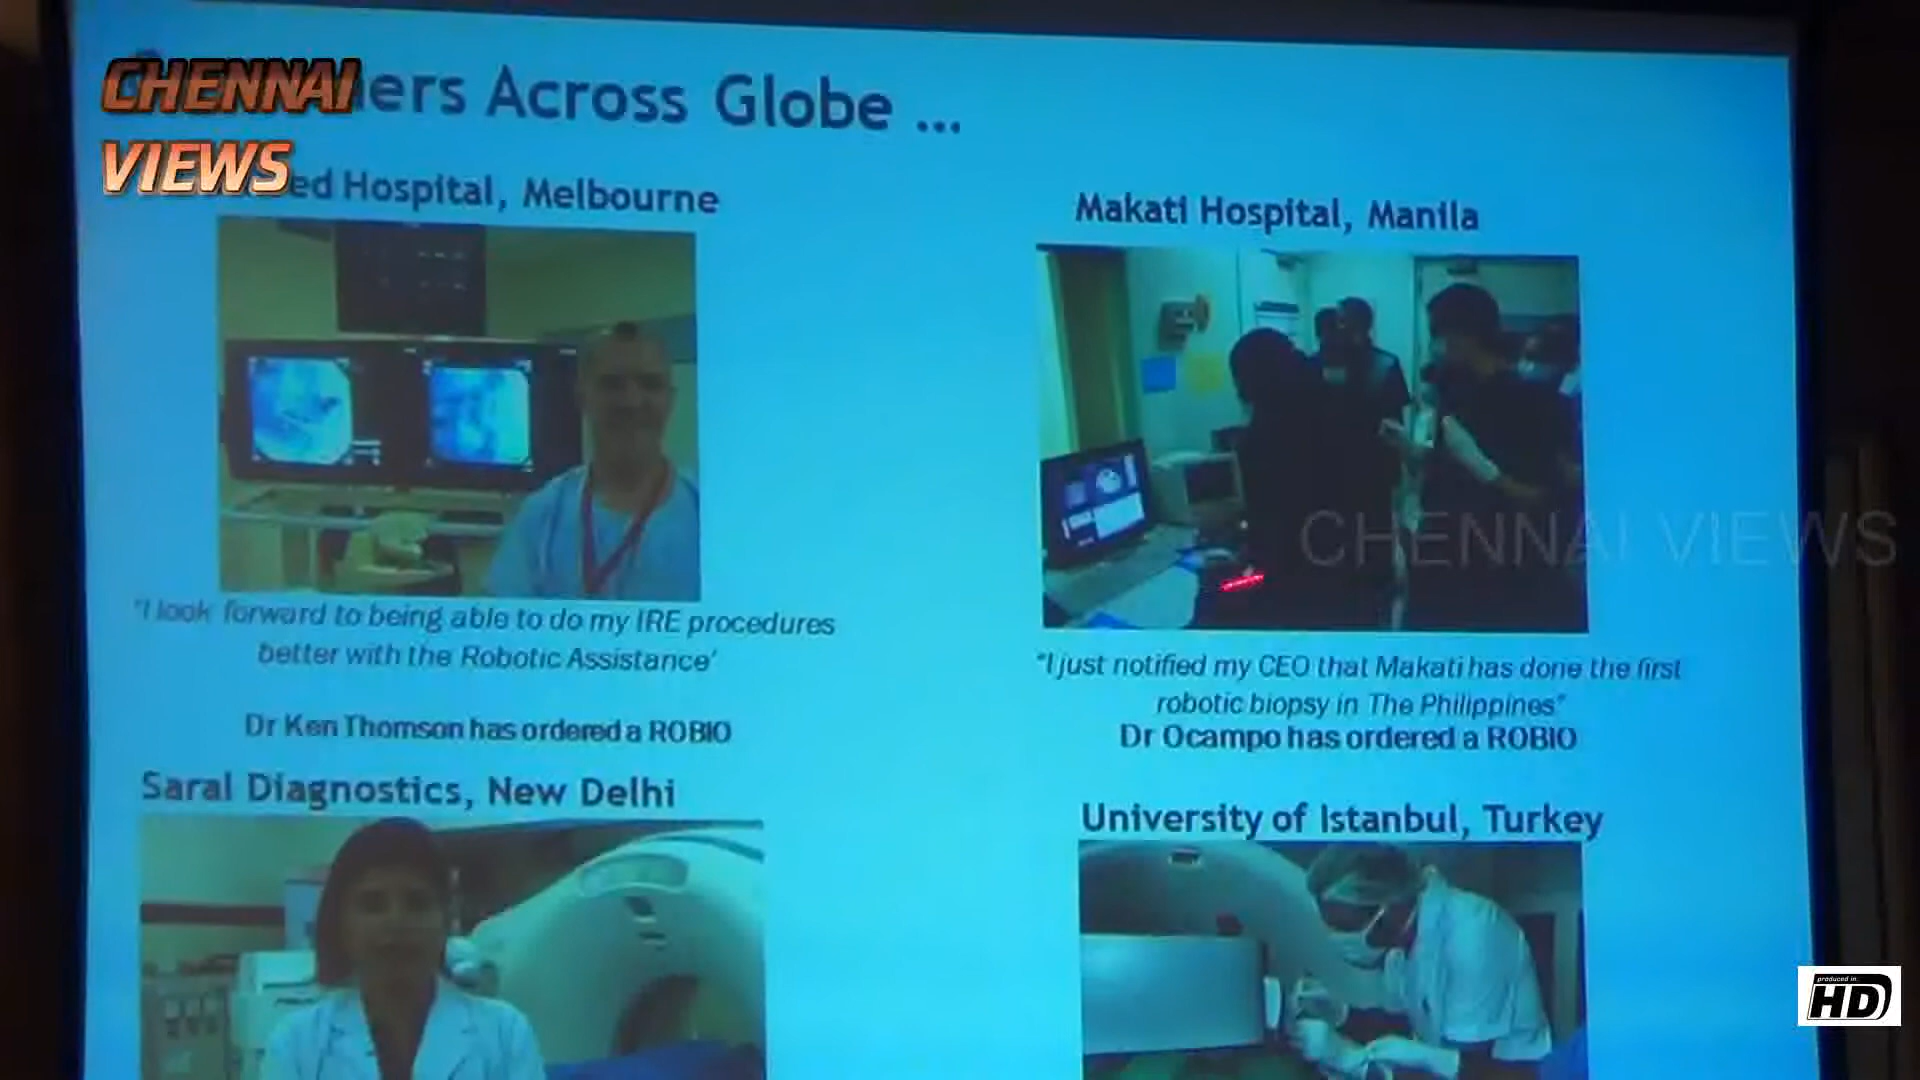 CHENNAI
VIEWS
ers Across Globe ...
ed Hospital, Melbourne
Makati Hospital, Manila
"I look forward to being able to do my IRE procedures
better with the Robotic Assistance'
Dr Ken Thomson has ordered a ROBIO
"I just notified my CEO that Makati has done the first
robotic biopsy in The Philippines"
Dr Ocampo has ordered a ROBIO
CHENNAI VIEWS
Saral Diagnostics, New Delhi
University of Istanbul, Turkey
produced in
HD